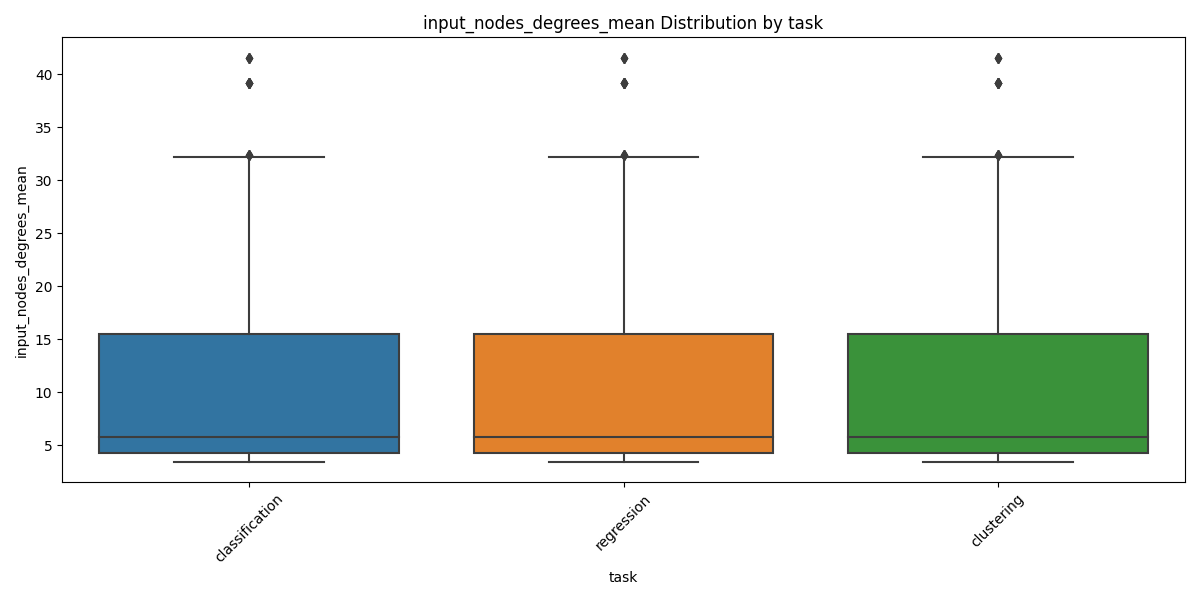 input_nodes_degrees_mean Distribution by task
input_nodes_degrees_mean
40
35
30
25
20
15
10
5
classification
regression
clustering
task